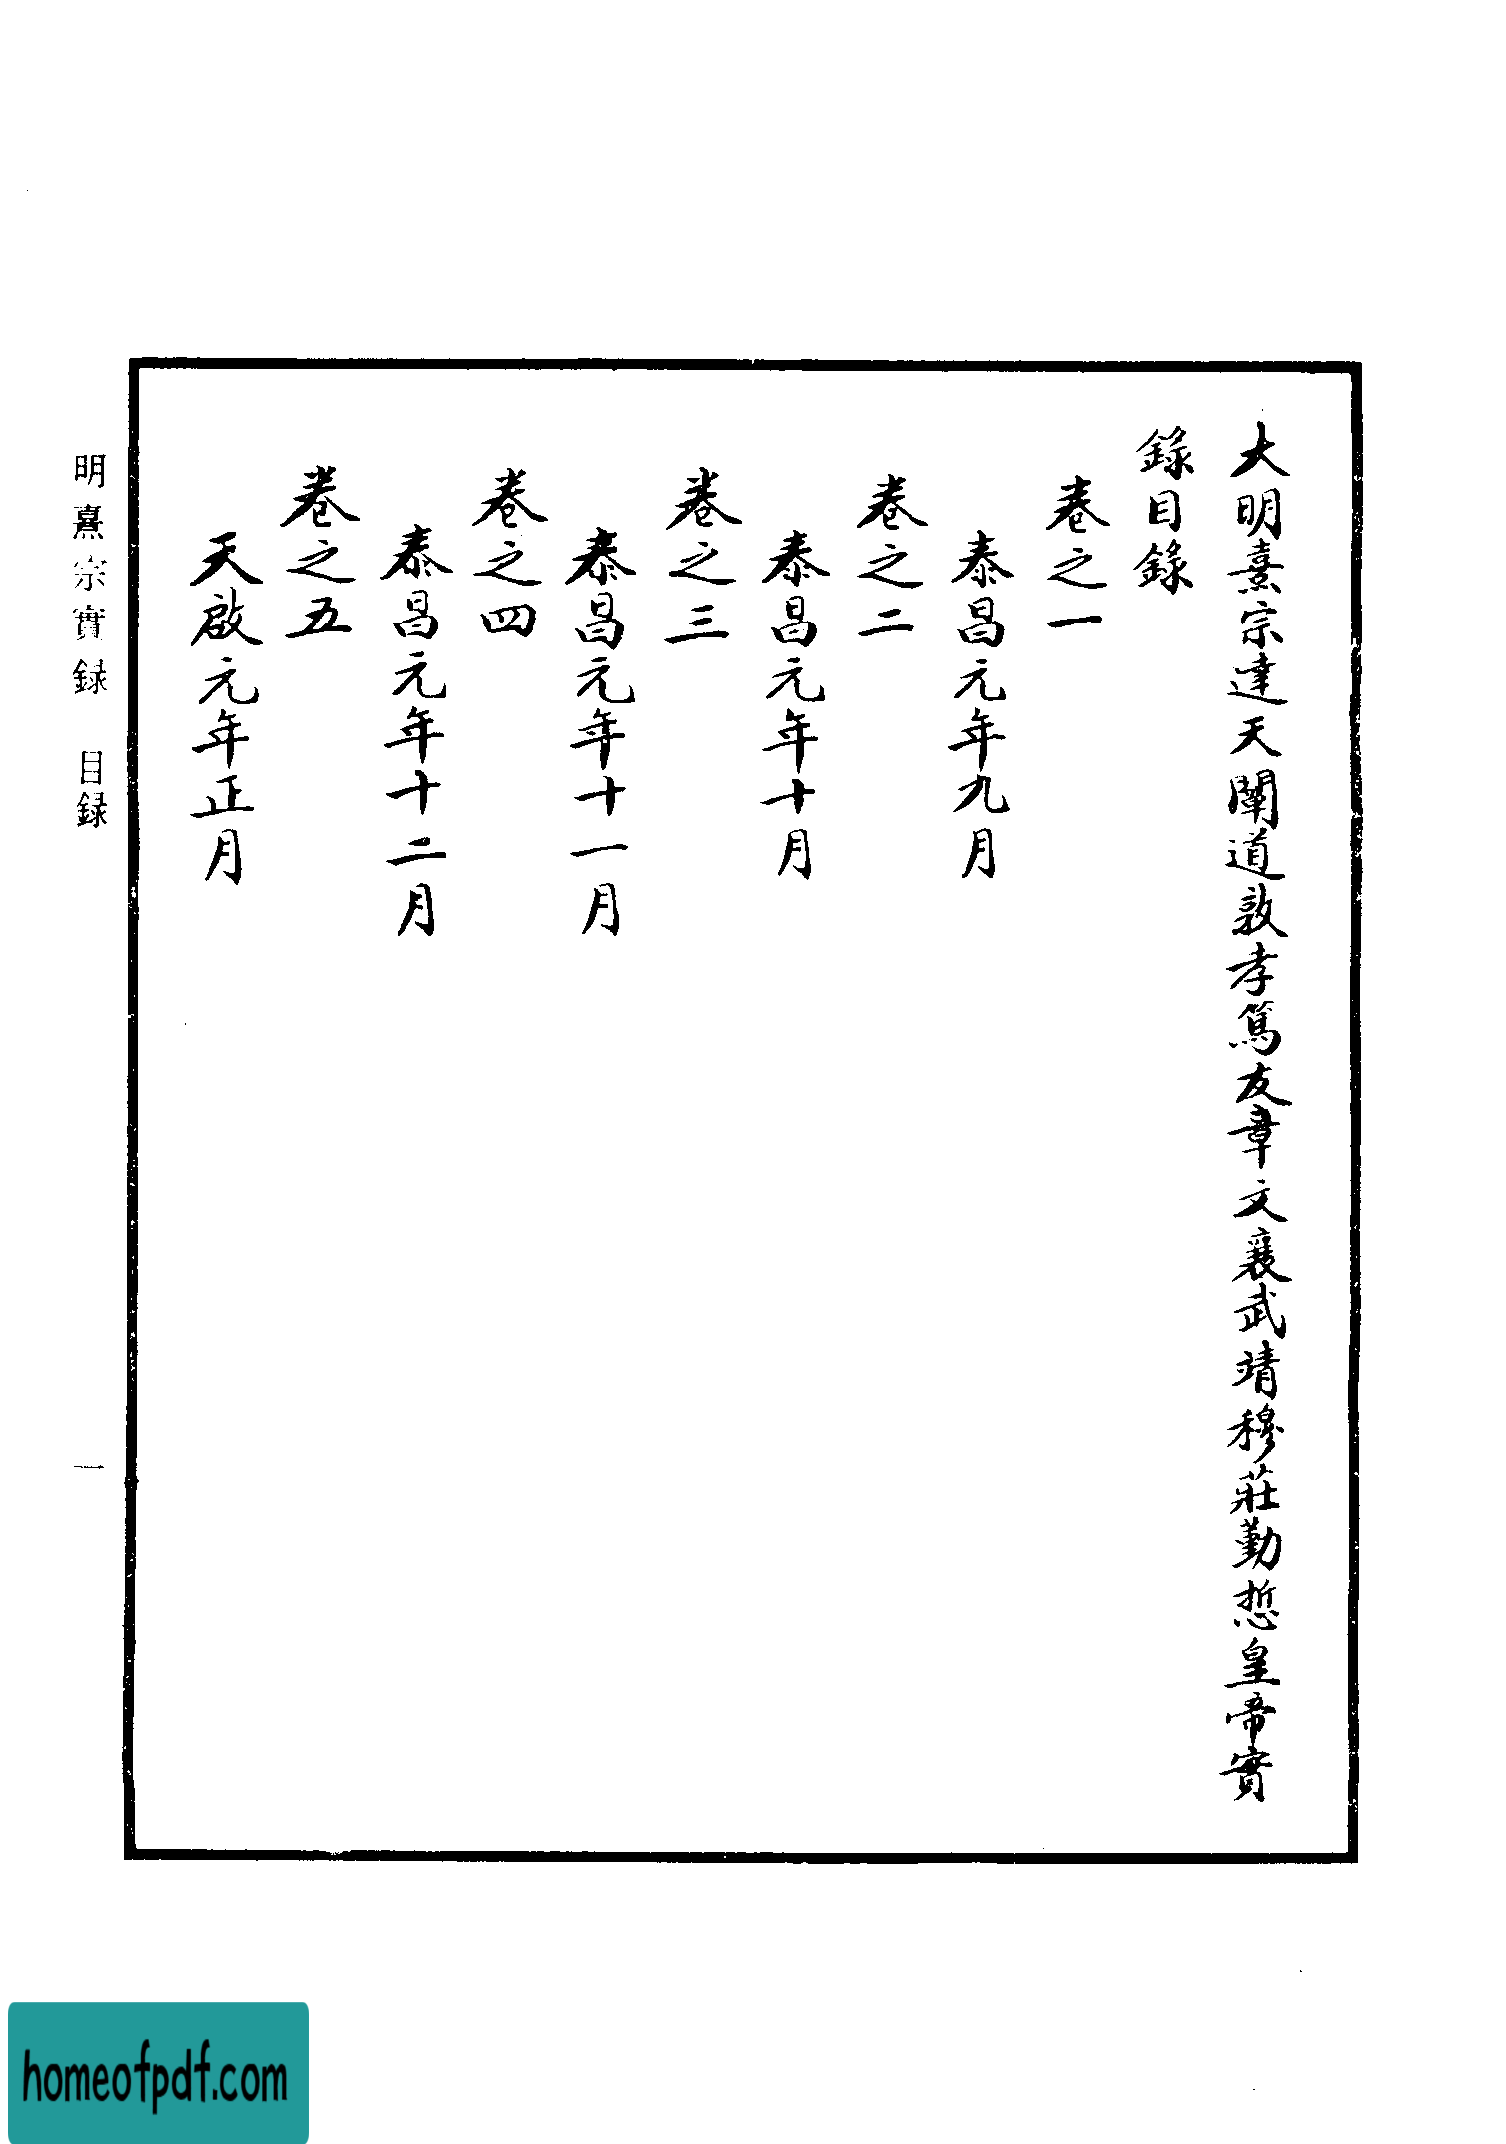 大明熹宗達天闡道敦孝篤友章文襄武靖穆莊勤悊皇帝實
錄目錄
卷之一
泰昌元年九月
卷之二
泰昌元年十月
卷之三
泰昌元年十一月
卷之四
泰昌元年十二月
卷之五
天啟元年正月
明熹宗實録 目録 一
homeofpdf.com